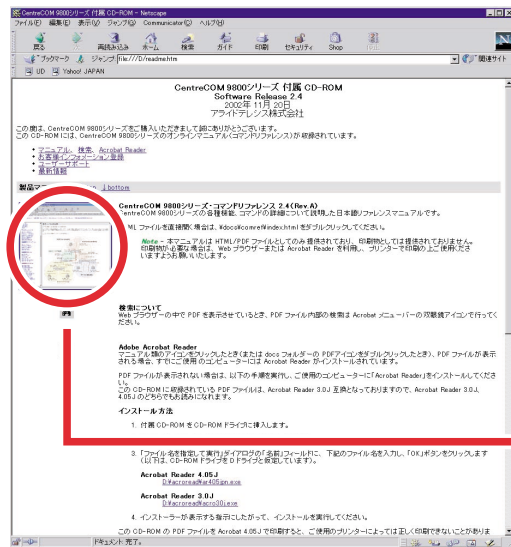 CentreCOM 9800シリーズ 付属 CD-ROM - Netscape
ファイル(F) 編集(E) 表示(V) ジャンプ(G) Communicator(C) ヘルプ(H)
戻る 再読み込み ホーム 検索 ガイド 印刷 セキュリティ Shop
ブックマーク ジャンプ: file:///D|/readme.htm 関連サイト
UD Yahoo! JAPAN
CentreCOM 9800シリーズ 付属 CD-ROM
Software Release 2.4
2002年 11月 20日
アライドテレシス株式会社
この度は、CentreCOM 9800シリーズをご購入いただきまして誠にありがとうございます。
この CD-ROM には、CentreCOM 9800シリーズのオンラインマニュアル(コマンドリファレンス)が収録されています。
• マニュアル、検索、Acrobat Reader
• お客様インフォメーション登録
• ユーザーサポート
• 最新情報
製品マ
↓bottom
CentreCOM 9800シリーズ・コマンドリファレンス 2.4(Rev.A)
CentreCOM 9800シリーズの各種機能、コマンドの詳細について説明した日本語リファレンスマニュアルです。
ML ファイルを直接開く場合は、¥docs¥comref¥index.html をダブルクリックしてください。
Note - 本マニュアルは HTML/PDF ファイルとしてのみ提供されており、印刷物としては提供されておりません。
印刷物が必要な場合は、Web ブラウザーまたは Acrobat Reader を利用し、プリンターで印刷の上ご使用くださ
いますようお願いいたします。
検索について
Web ブラウザーの中で PDF を表示させているとき、PDF ファイル内部の検索は Acrobat メニューバーの双眼鏡アイコンで行ってく
ださい。
Adobe Acrobat Reader
マニュアル類のアイコンをクリックしたとき(または docs フォルダーの PDFアイコンをダブルクリックしたとき)、PDF ファイルが表示
される場合、すでにご使用のコンピューターには Acrobat Reader がインストールされています。
PDF ファイルが表示されない場合は、以下の手順を実行し、ご使用のコンピューターに「Acrobat Reader」をインストールしてくださ
い。
この CD-ROM に収録されている PDF ファイルは、Acrobat Reader 3.0J 互換となっておりますので、Acrobat Reader 3.0J、
4.05J のどちらでもお読みになれます。
インストール方法
1. 付属 CD-ROM を CD-ROM ドライブに挿入します。
3. 「ファイル名を指定して実行」ダイアログの「名前」フィールドに、下記のファイル名を入力し、「OK」ボタンをクリックします
(以下は、CD-ROM ドライブを D ドライブと仮定しています)。
Acrobat Reader 4.05J
D:¥acroread¥ar405jpn.exe
Acrobat Reader 3.0J
D:¥acroread¥acro30j.exe
4. インストーラーが表示する指示にしたがって、インストールを実行してください。
この CD-ROM の PDF ファイルを Acrobat 4.05J で印刷すると、ご使用のプリンターによっては正しく印刷できないことがありま
ドキュメント: 完了。